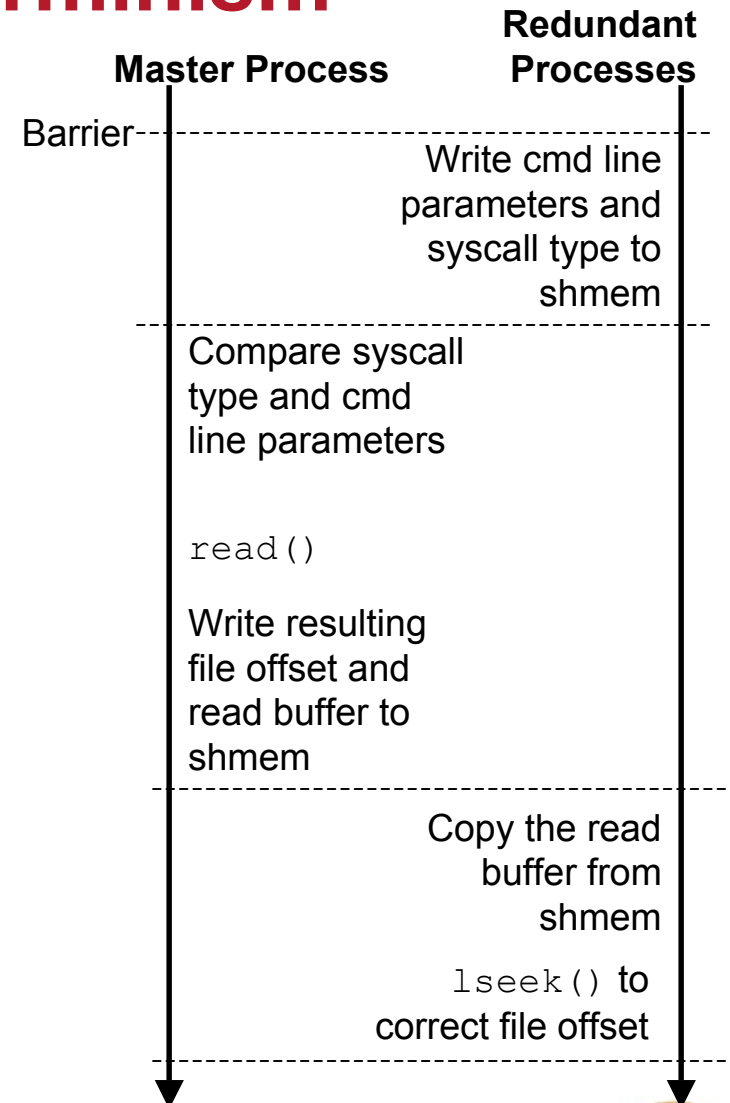 Redundant
Master Process Processes
Barrier
Write cmd line
parameters and
syscall type to
shmem
Compare syscall
type and cmd
line parameters
read()
Write resulting
file offset and
read buffer to
shmem
Copy the read
buffer from
shmem
lseek() to
correct file offset